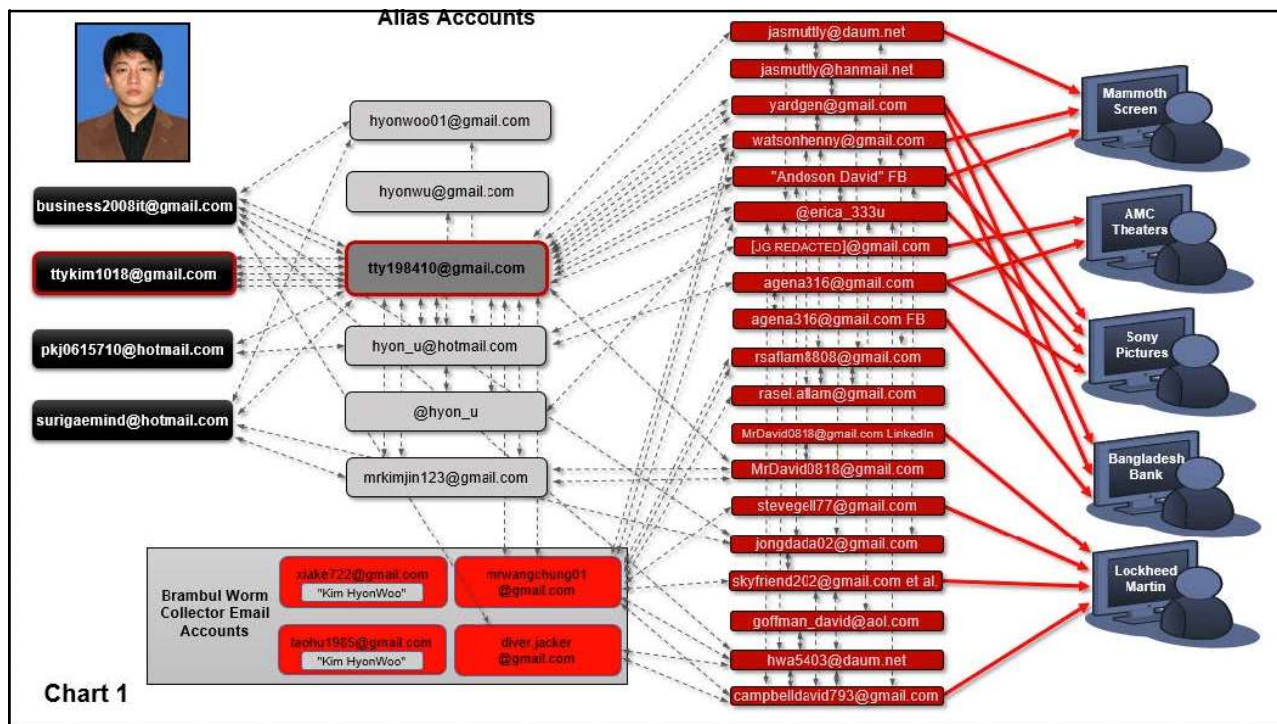 Alias Accounts
business2008it@gmail.com
ttykim1018@gmail.com
pkj0615710@hotmail.com
surigaemind@hotmail.com
hyonwoo01@gmail.com
hyonwu@gmail.com
tty198410@gmail.com
hyon_u@hotmail.com
@hyon_u
mrkimjin123@gmail.com
Brambul Worm
Collector Email
Accounts
xiake722@gmail.com
"Kim HyonWoo"
mrwangchung01
@gmail.com
taohu1985@gmail.com
"Kim HyonWoo"
diver.jacker
@gmail.com
jasmuttly@daum.net
jasmuttly@hanmail.net
yardgen@gmail.com
watsonhenny@gmail.com
"Andoson David" FB
@erica_333u
[JG REDACTED]@gmail.com
agena316@gmail.com
agena316@gmail.com FB
rsaflam8808@gmail.com
rasel.aflam@gmail.com
MrDavid0818@gmail.com LinkedIn
MrDavid0818@gmail.com
stevegell77@gmail.com
jongdada02@gmail.com
skyfriend202@gmail.com et al.
goffman_david@aol.com
hwa5403@daum.net
campbelldavid793@gmail.com
Mammoth
Screen
AMC
Theaters
Sony
Pictures
Bangladesh
Bank
Lockheed
Martin
Chart 1